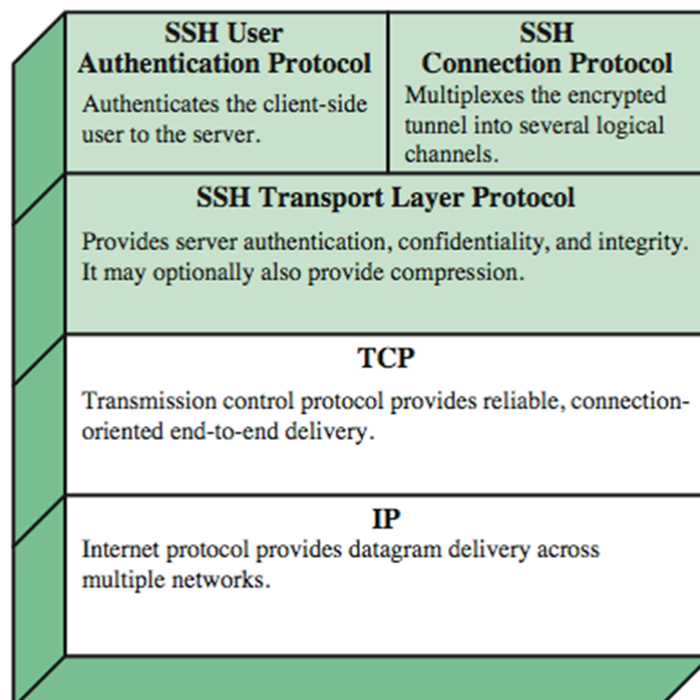 SSH User
Authentication Protocol
Authenticates the client-side
user to the server.
SSH
Connection Protocol
Multiplexes the encrypted
tunnel into several logical
channels.
SSH Transport Layer Protocol
Provides server authentication, confidentiality, and integrity.
It may optionally also provide compression.
TCP
Transmission control protocol provides reliable, connection-
oriented end-to-end delivery.
IP
Internet protocol provides datagram delivery across
multiple networks.